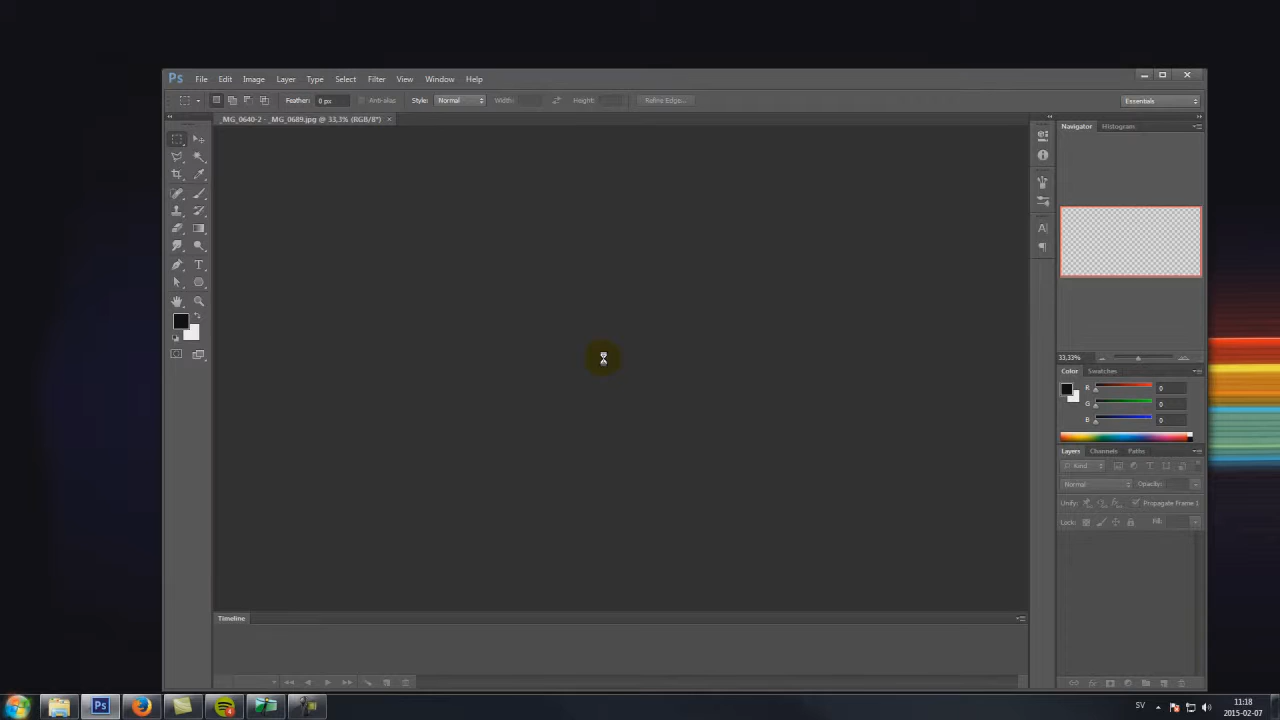 Ps File Edit Image Layer Type Select Filter View Window Help
Feather: 0 px Anti-alias Style: Normal Width: Height: Refine Edge... Essentials
_MG_0640-2 - _MG_0689.jpg @ 33,3% (RGB/8*) ×
Navigator Histogram
33,33%
Color Swatches
R 0
G 0
B 0
Layers Channels Paths
Kind
Normal Opacity:
Unify: Propagate Frame 1
Lock: Fill:
Timeline
SV 11:18
2015-02-07